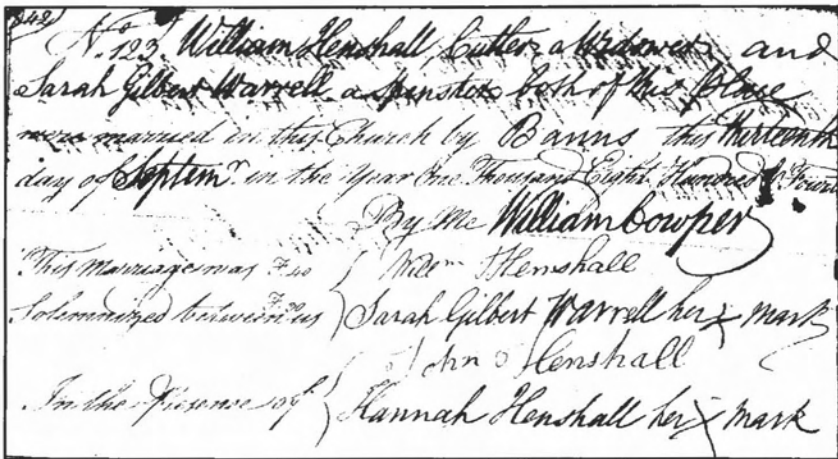 342
No. 123. William Henshall, Cutler, a Widower, and
Sarah Gilbert Warrell a Spinster both of this Place
were married in this Church by Banns this thirteenth
day of Septemr. in the Year One Thousand Eight Hundred & Four
By Me William Cowper
This Marriage was Willm Henshall
Solemnized between us Sarah Gilbert Warrell her x mark
John Henshall
In the Presence of Hannah Henshall her x mark